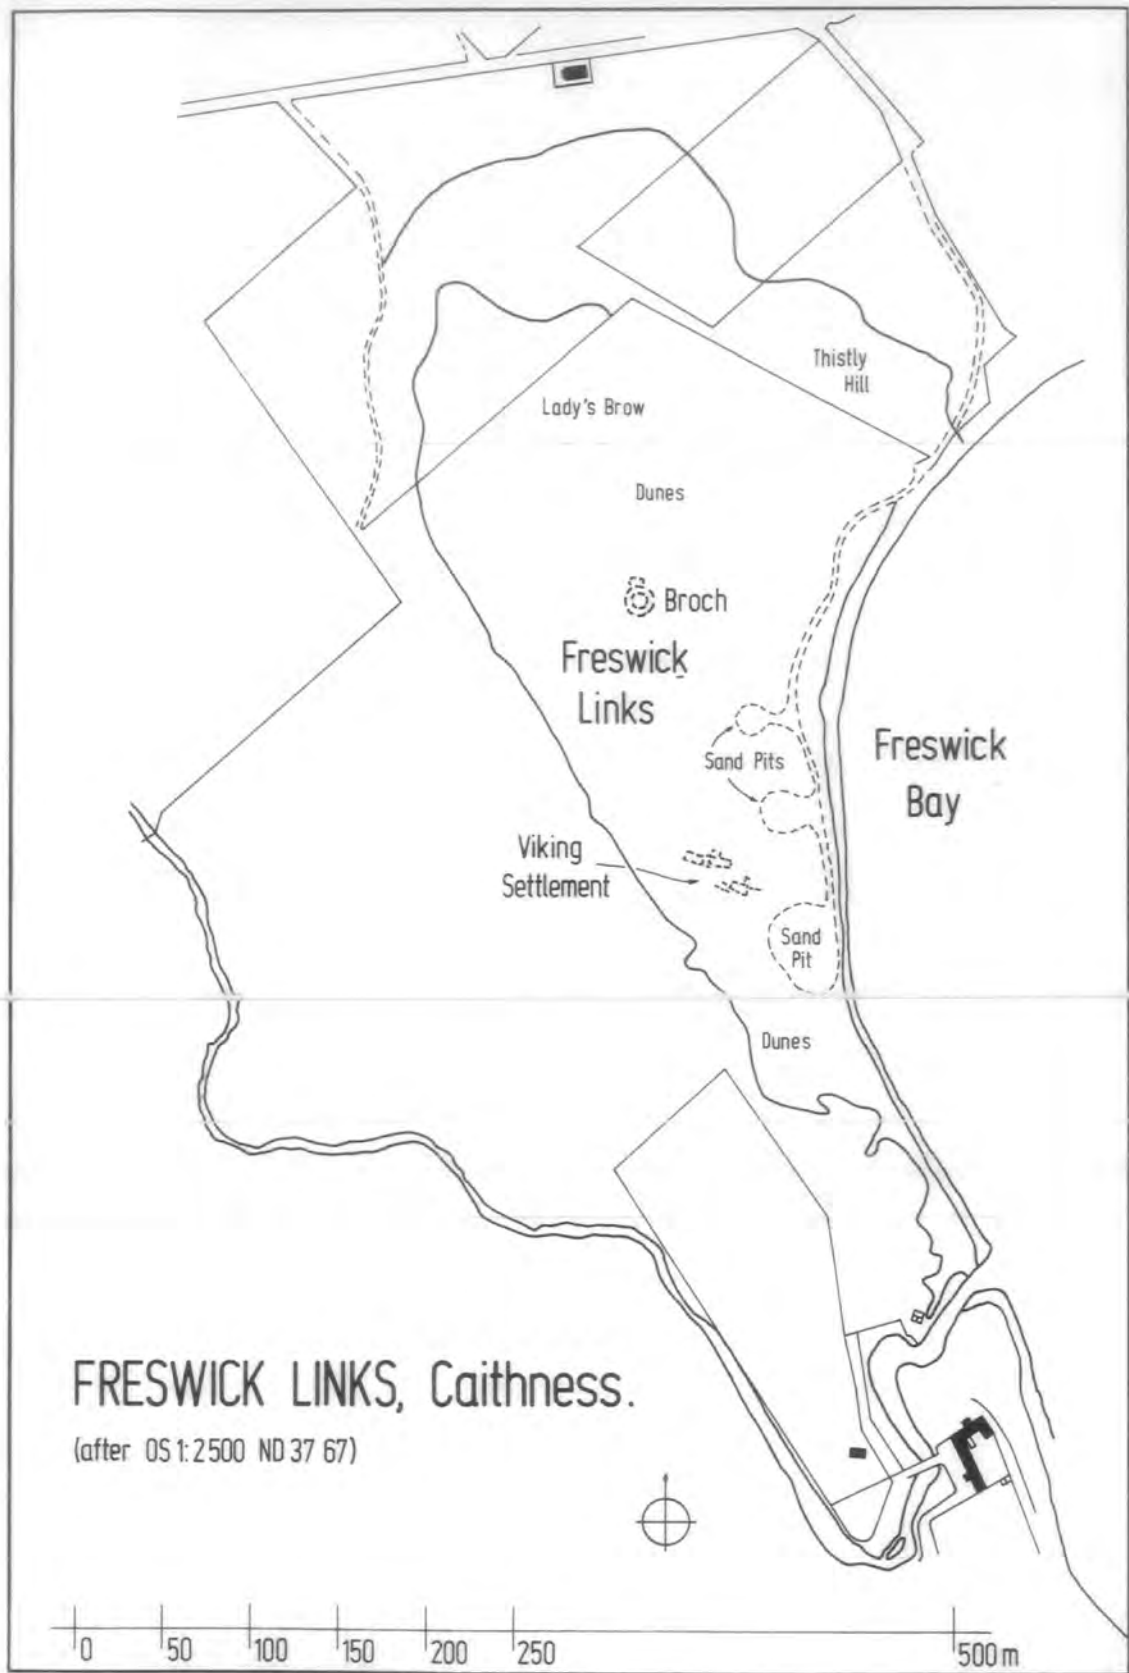 Thistly
Hill
Lady's Brow
Dunes
Broch
Freswick
Links
Sand Pits
Freswick
Bay
Viking
Settlement
Sand
Pit
Dunes
FRESWICK LINKS, Caithness.
(after OS 1:2500 ND 37 67)
0 50 100 150 200 250 500 m